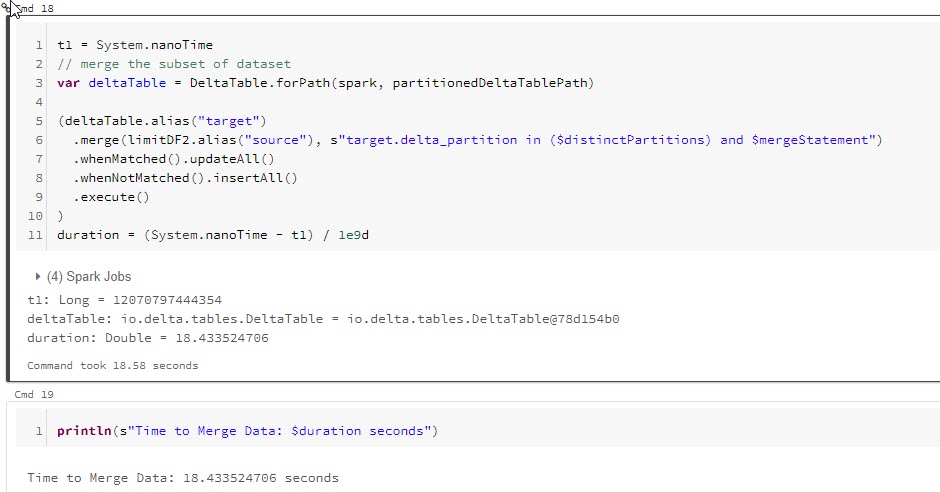 Cmd 18
1 t1 = System.nanoTime
2 // merge the subset of dataset
3 var deltaTable = DeltaTable.forPath(spark, partitionedDeltaTablePath)
4
5 (deltaTable.alias("target")
6 .merge(limitDF2.alias("source"), s"target.delta_partition in ($distinctPartitions) and $mergeStatement")
7 .whenMatched().updateAll()
8 .whenNotMatched().insertAll()
9 .execute()
10 )
11 duration = (System.nanoTime - t1) / 1e9d
(4) Spark Jobs
t1: Long = 12070797444354
deltaTable: io.delta.tables.DeltaTable = io.delta.tables.DeltaTable@78d154b0
duration: Double = 18.433524706
Command took 18.58 seconds
Cmd 19
1 println(s"Time to Merge Data: $duration seconds")
Time to Merge Data: 18.433524706 seconds